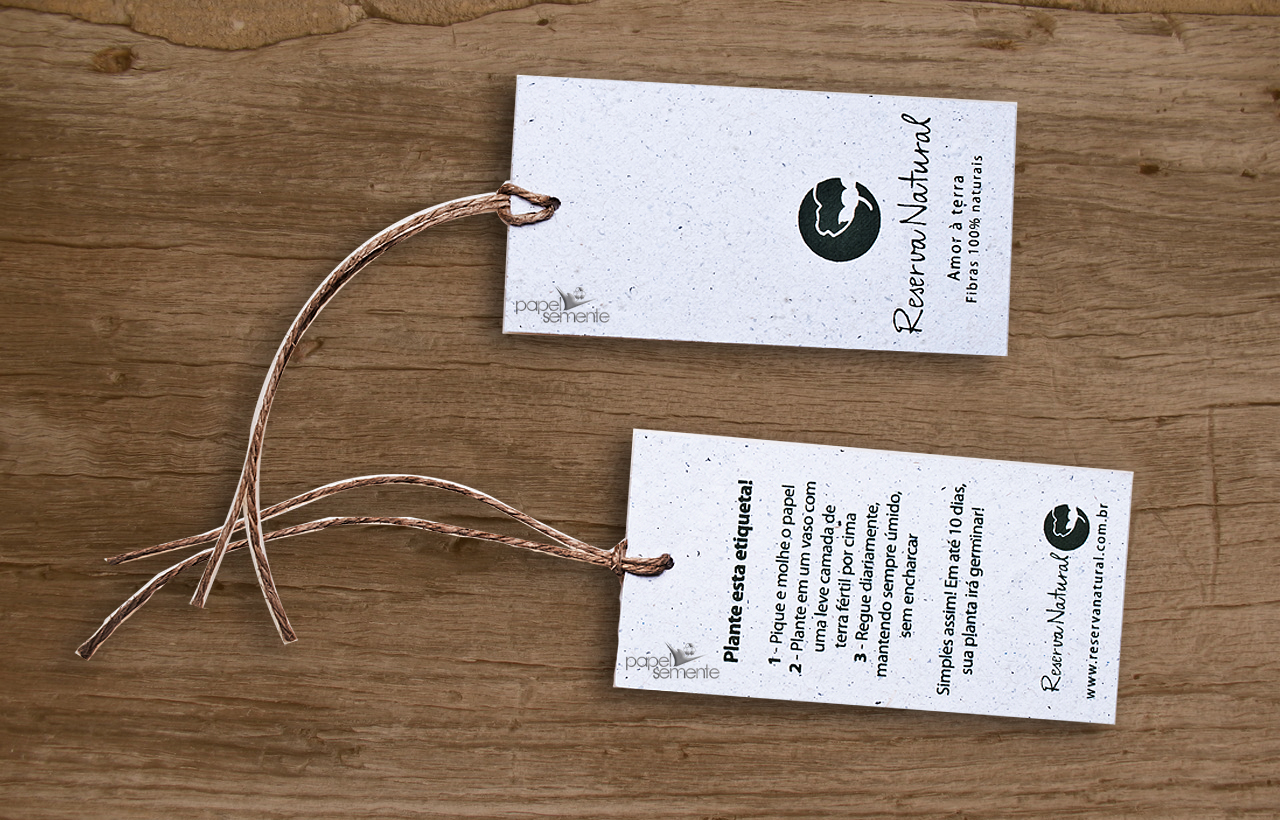 Reserva Natural
Amor à terra
Fibras 100% naturais
papel
semente
Plante esta etiqueta!
1 - Pique e molhe o papel
2 - Plante em um vaso com
uma leve camada de
terra fértil por cima
3 - Regue diariamente,
mantendo sempre úmido,
sem encharcar
Simples assim! Em até 10 dias,
sua planta irá germinar!
Reserva Natural
www.reservanatural.com.br
papel
semente